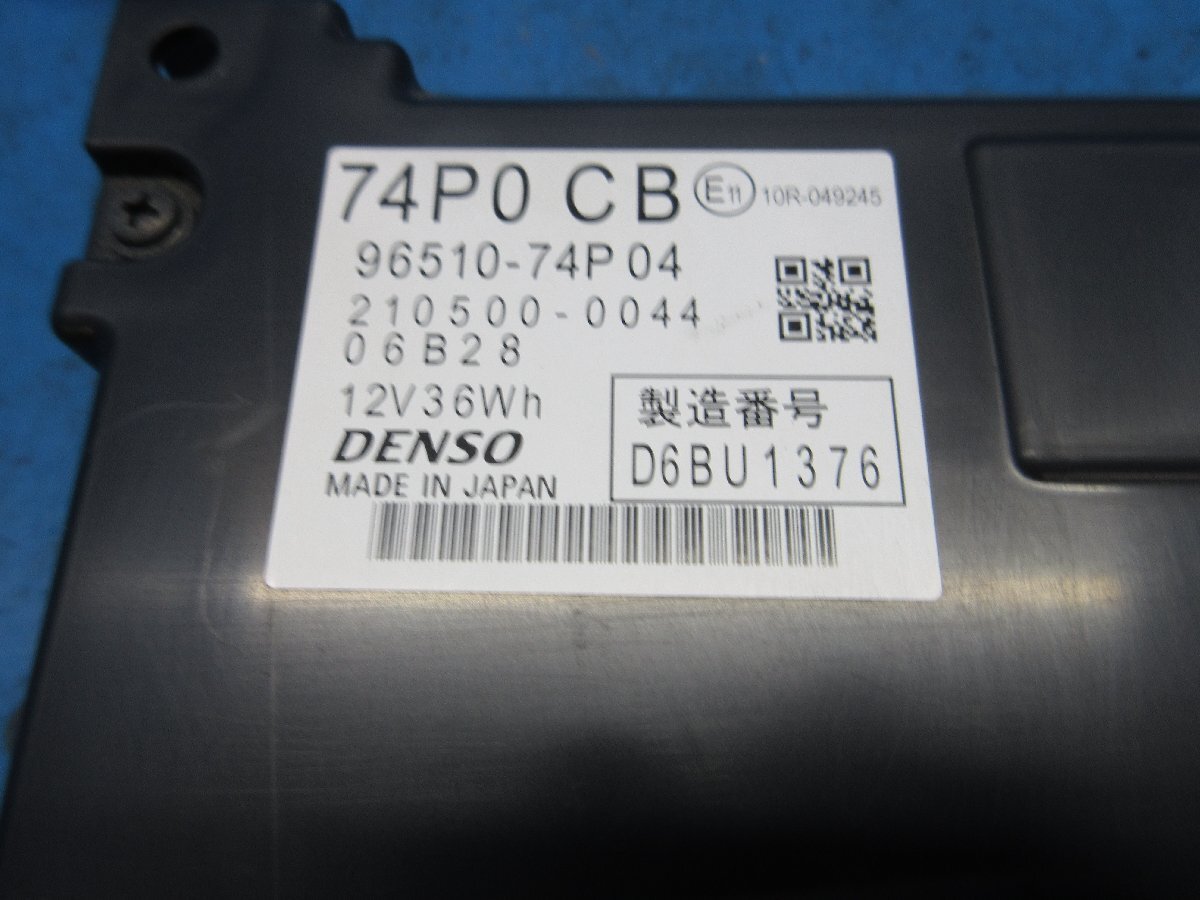 74P0 CB E11 10R-049245
96510-74P04
210500-0044
06B28
12V36Wh
製造番号
DENSO
D6BU1376
MADE IN JAPAN